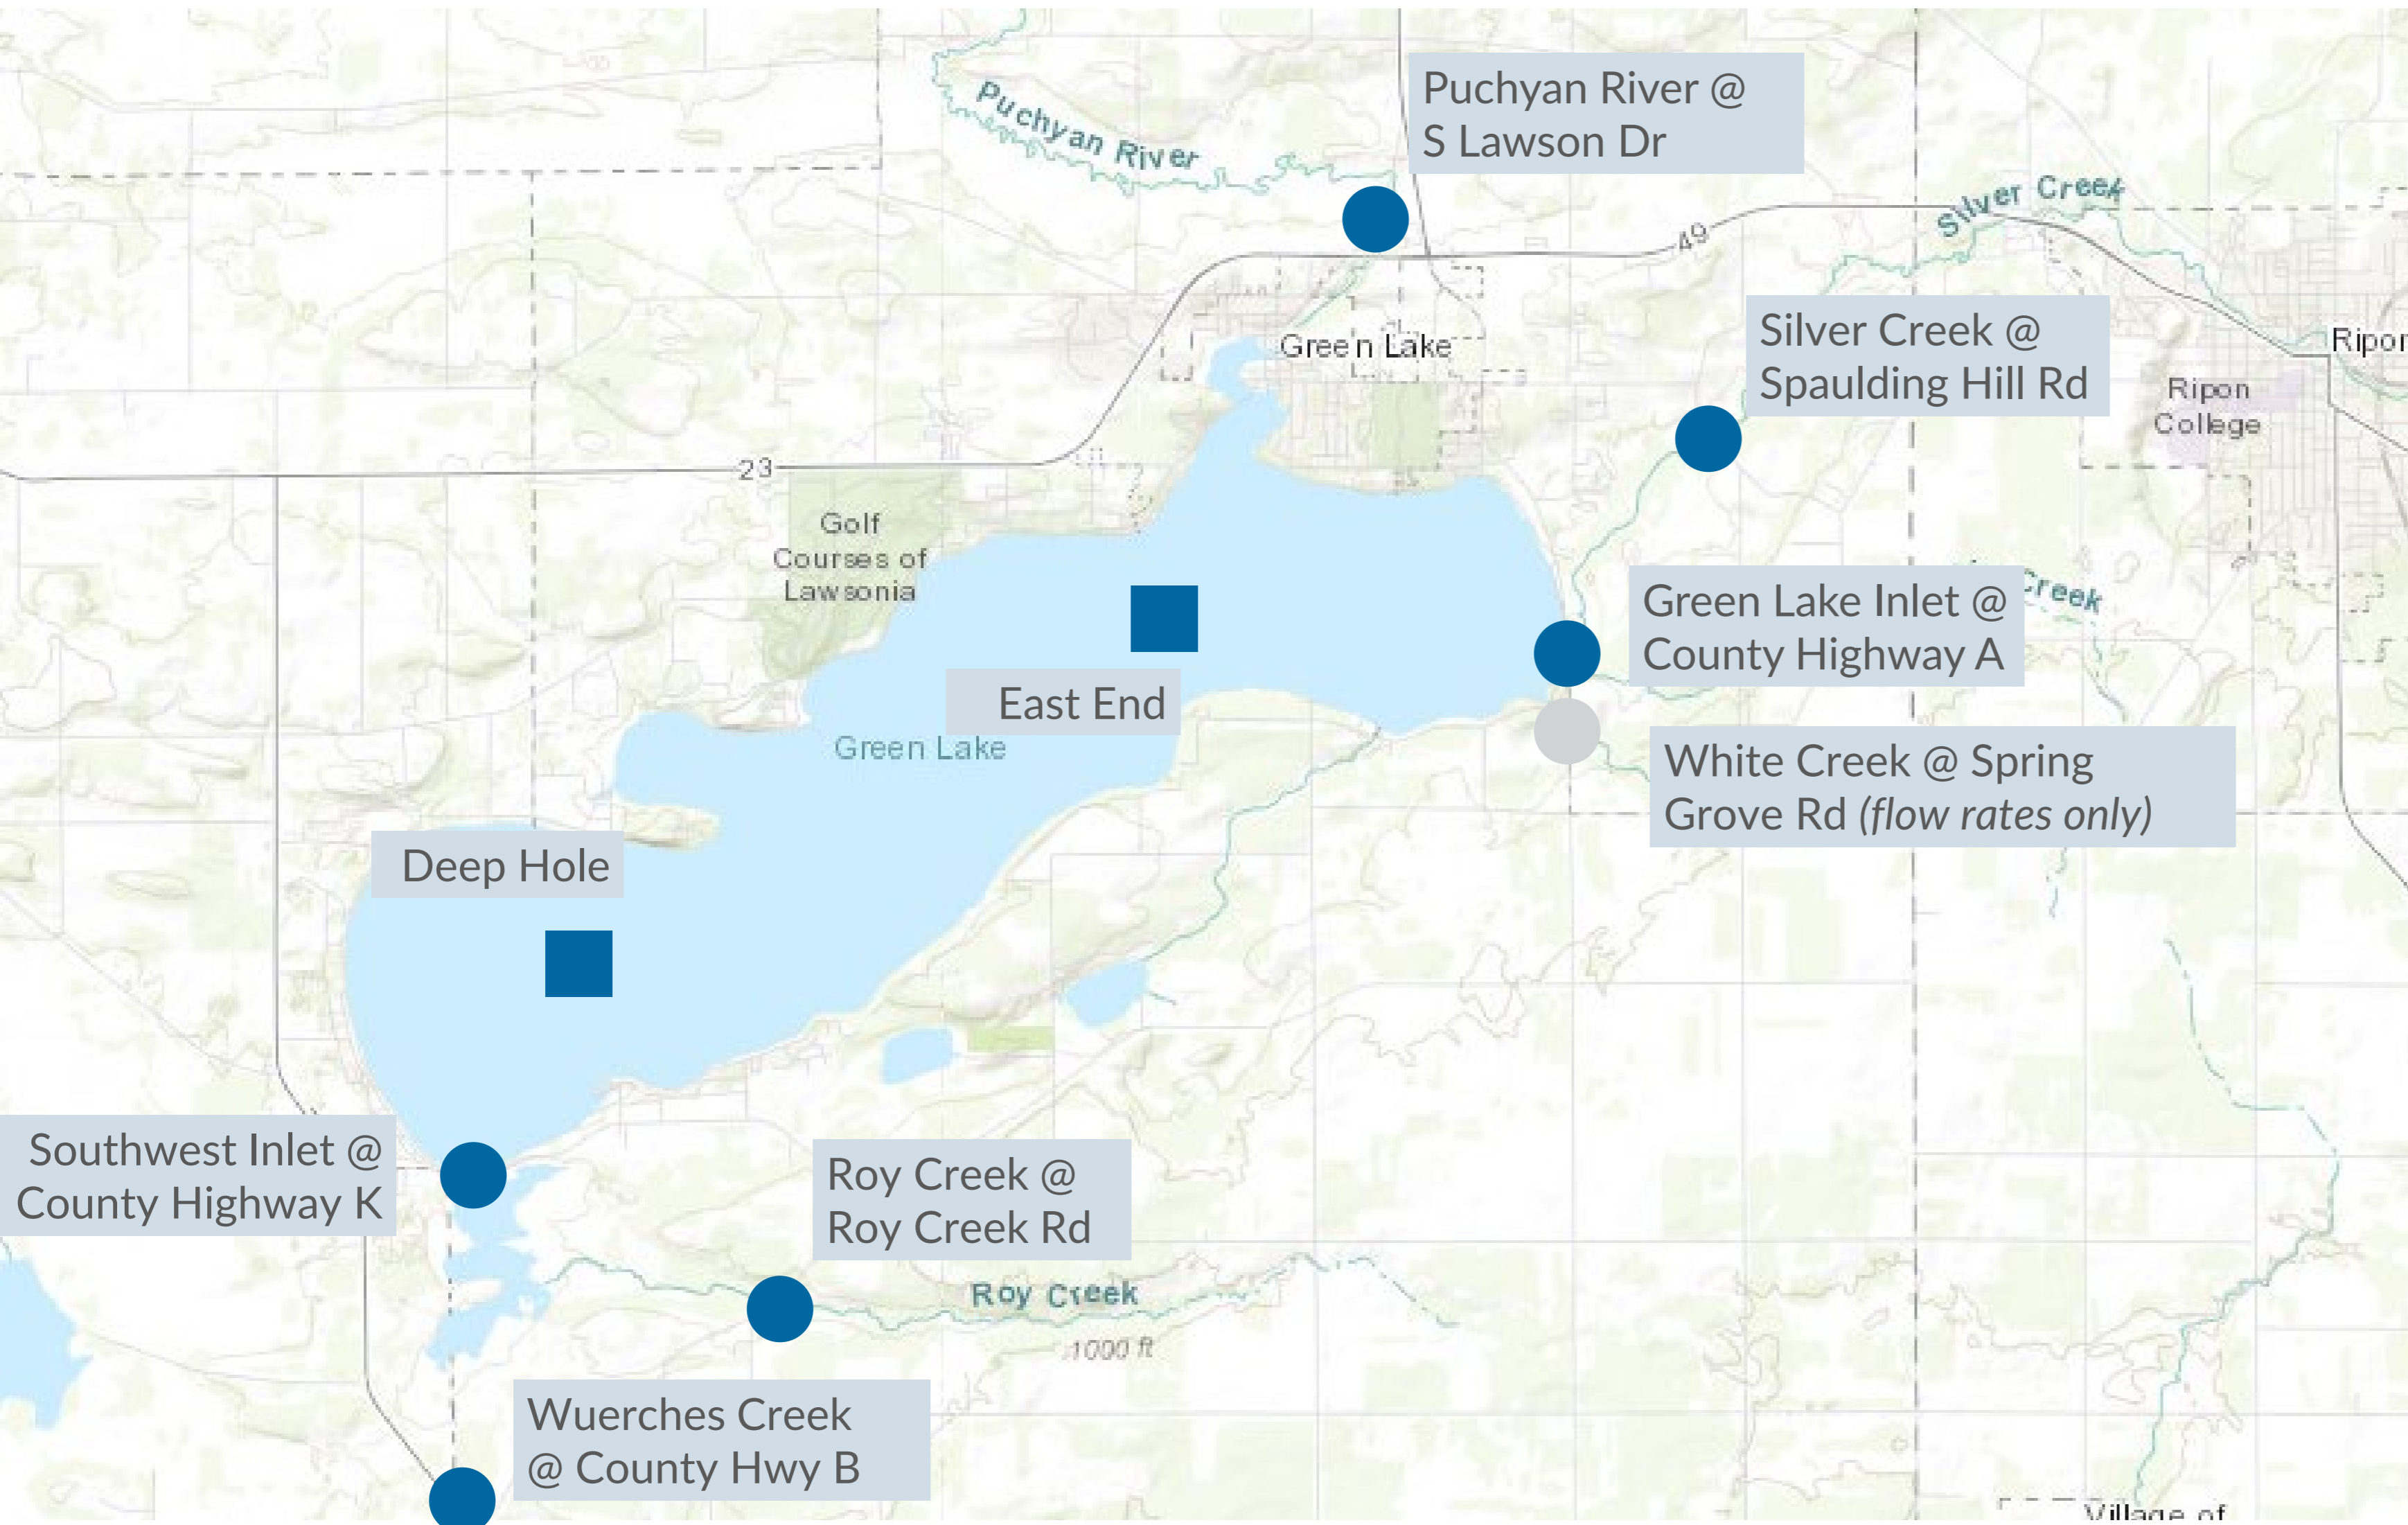 Puchyan River @
S Lawson Dr
Puchyan River
Silver Creek
49
Silver Creek @
Spaulding Hill Rd
Green Lake
Ripon
College
23
Golf
Courses of
Lawsonia
Green Lake Inlet @
County Highway A
Creek
East End
Green Lake
White Creek @ Spring
Grove Rd (flow rates only)
Deep Hole
Southwest Inlet @
County Highway K
Roy Creek @
Roy Creek Rd
Roy Creek
1000 ft
Wuerches Creek
@ County Hwy B
Village of